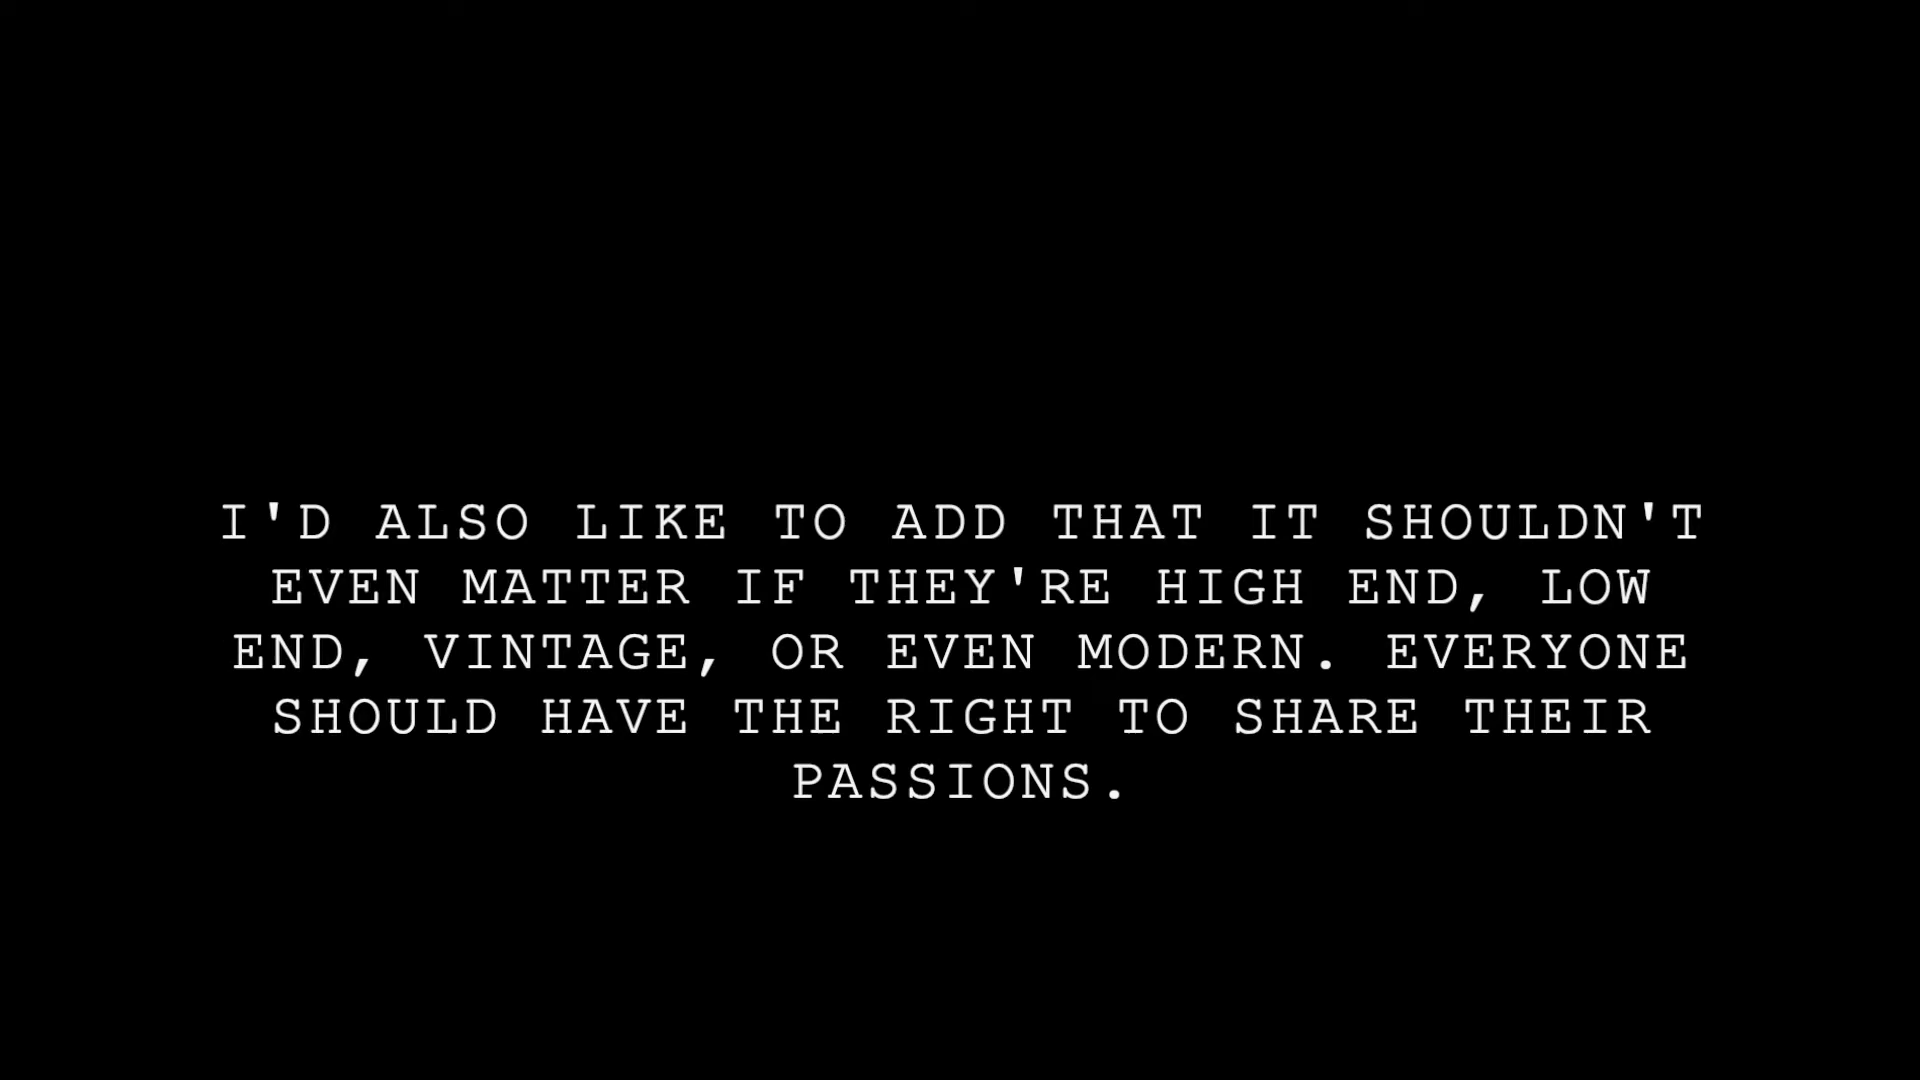 I'D ALSO LIKE TO ADD THAT IT SHOULDN'T
EVEN MATTER IF THEY'RE HIGH END, LOW
END, VINTAGE, OR EVEN MODERN. EVERYONE
SHOULD HAVE THE RIGHT TO SHARE THEIR
PASSIONS.